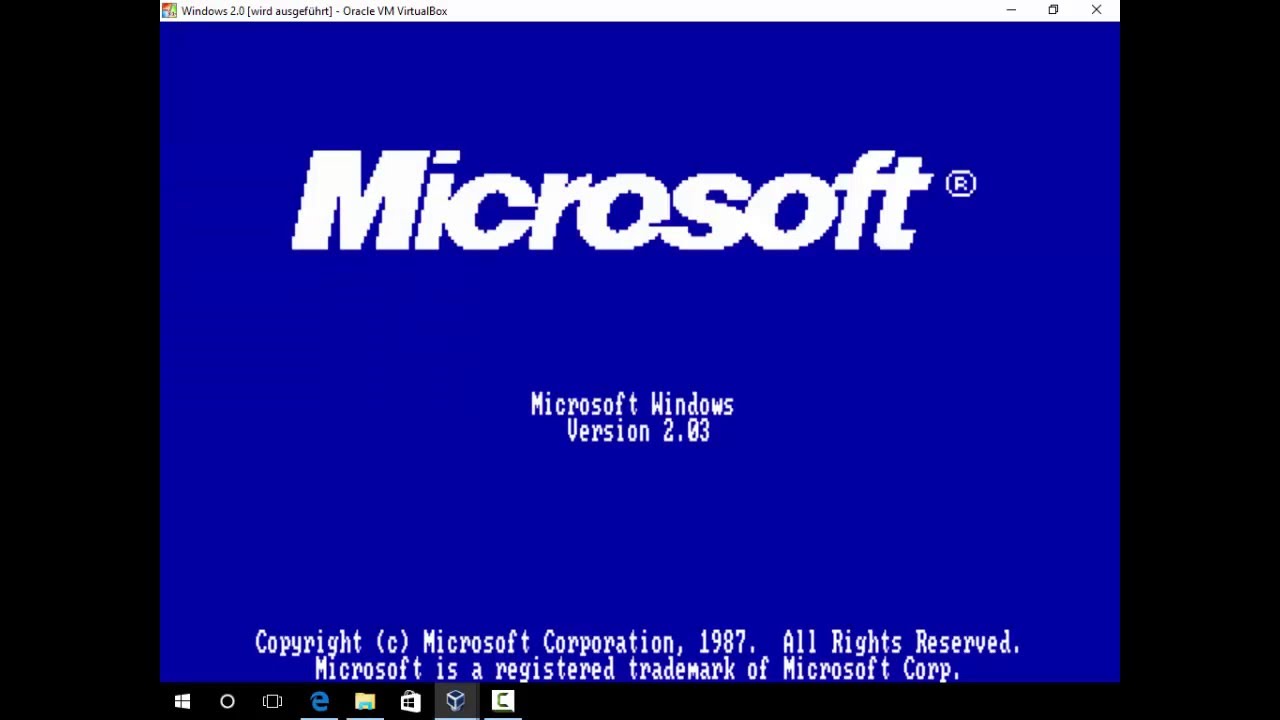 Windows 2.0 [wird ausgeführt] - Oracle VM VirtualBox
Microsoft ®
Microsoft Windows
Version 2.03
Copyright (c) Microsoft Corporation, 1987.  All Rights Reserved.
Microsoft is a registered trademark of Microsoft Corp.